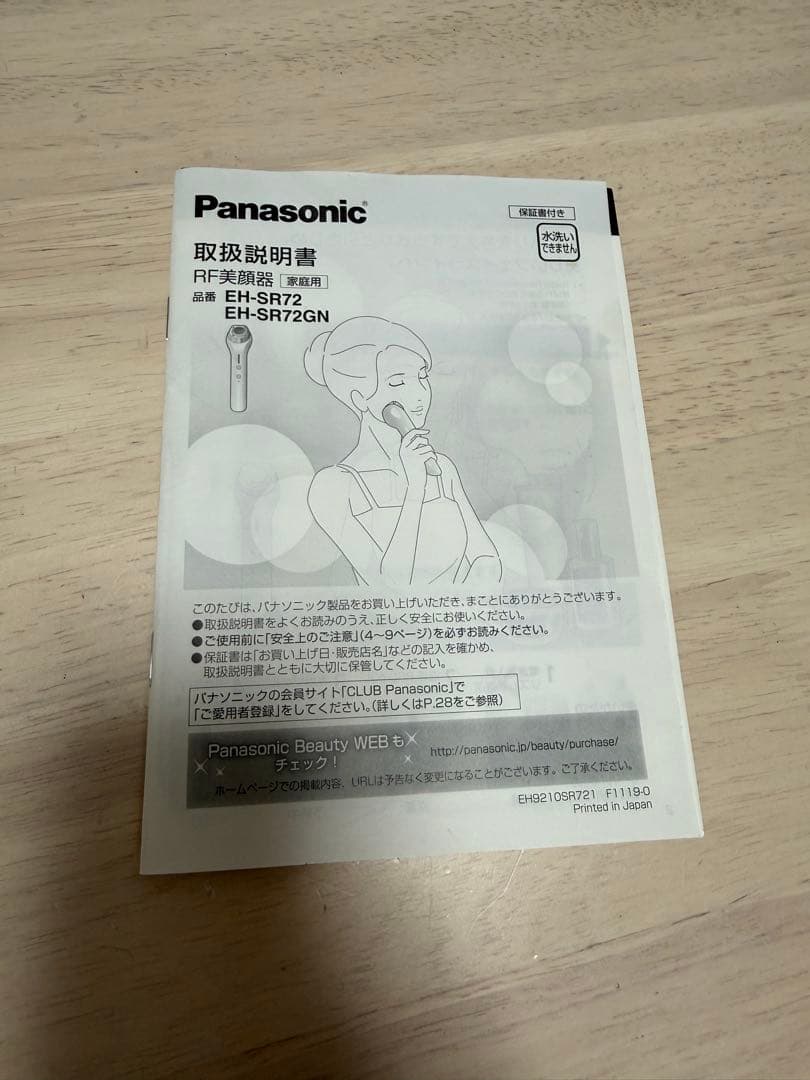 Panasonic®
保証書付き
水洗い
できません
取扱説明書
RF美顔器 家庭用
品番 EH-SR72
EH-SR72GN
このたびは、パナソニック製品をお買い上げいただき、まことにありがとうございます。
●取扱説明書をよくお読みのうえ、正しく安全にお使いください。
●ご使用前に「安全上のご注意」(4～9ページ)を必ずお読みください。
●保証書は「お買い上げ日・販売店名」などの記入を確かめ、
取扱説明書とともに大切に保管してください。
パナソニックの会員サイト「CLUB Panasonic」で
「ご愛用者登録」をしてください。(詳しくはP.28をご参照)
Panasonic Beauty WEBも
チェック！
http://panasonic.jp/beauty/purchase/
ホームページでの掲載内容、URLは予告なく変更になることがございます。ご了承ください。
EH9210SR721 F1119-0
Printed in Japan